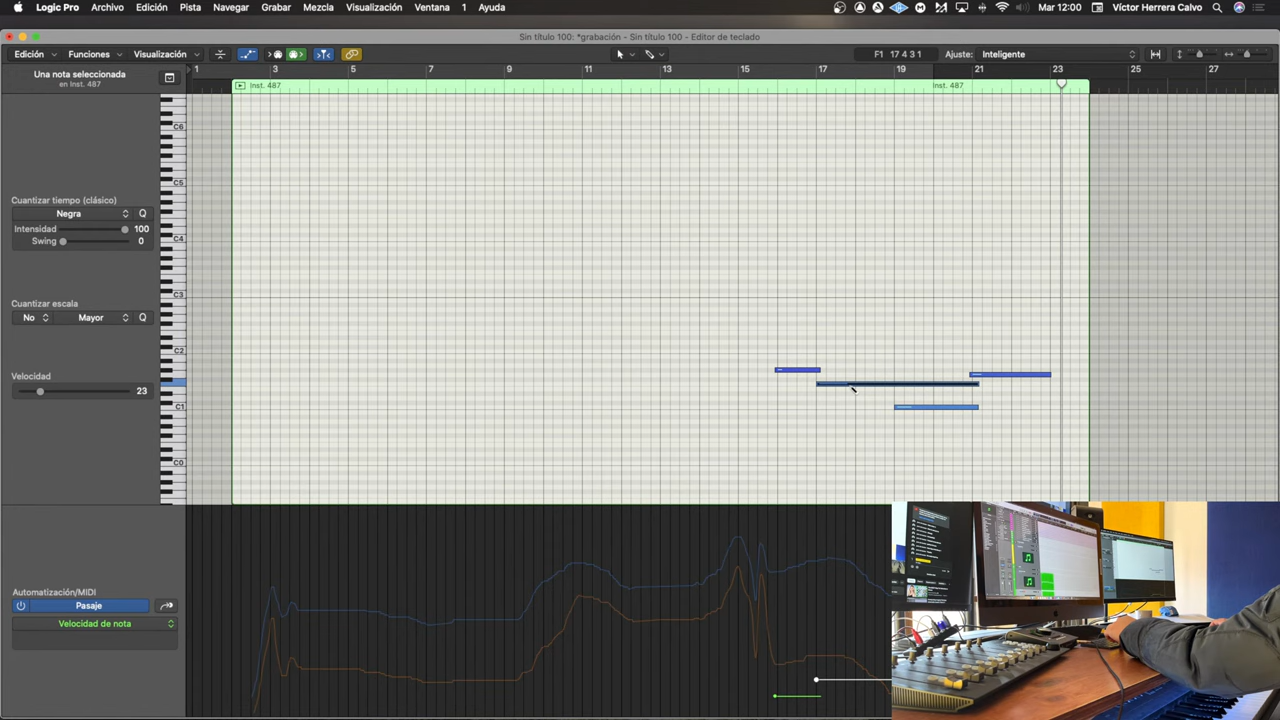 Logic Pro Archivo Edición Pista Navegar Grabar Mezcla Visualización Ventana 1 Ayuda Mar 12:00 Víctor Herrera Calvo
Sin título 100: *grabación - Sin título 100 - Editor de teclado
Edición Funciones Visualización F1 17 4 3 1 Ajuste: Inteligente
Una nota seleccionada
en Inst. 487
1 3 5 7 9 11 13 15 17 19 21 23 25 27
Inst. 487 Inst. 487
C6
C5
Cuantizar tiempo (clásico)
Negra Q
Intensidad 100
Swing 0
C4
C3
Cuantizar escala
No Mayor Q
C2
Velocidad
23
C1
C0
Automatización/MIDI
Pasaje
Velocidad de nota